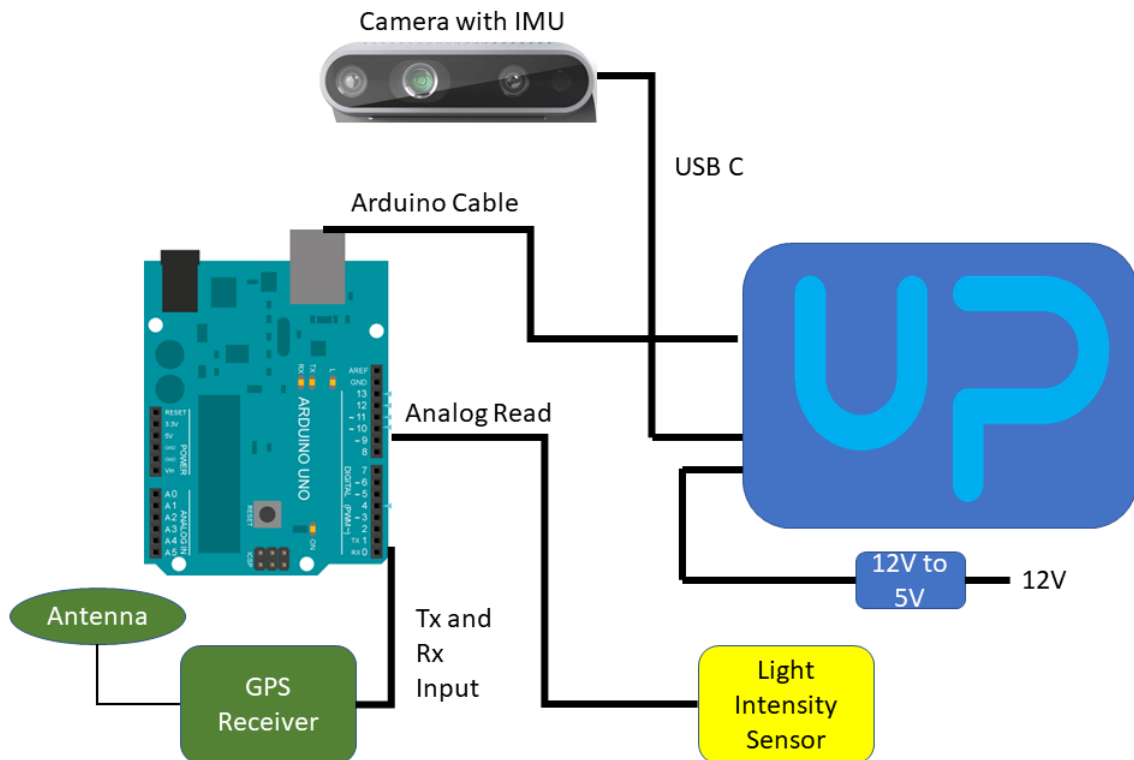 Camera with IMU
USB C
Arduino Cable
UP
RX
TX
L
AREF
GND
13
12
~11
~10
~9
8
Analog Read
ARDUINO UNO
RESET
3.3V
5V
GND
GND
Vin
POWER
7
~6
~5
4
~3
2
TX 1
RX 0
DIGITAL (PWM~)
A0
A1
A2
A3
A4
A5
ANALOG IN
RESET
ICSP
ON
12V to
5V
12V
Antenna
Tx and
Rx
Input
GPS
Receiver
Light
Intensity
Sensor